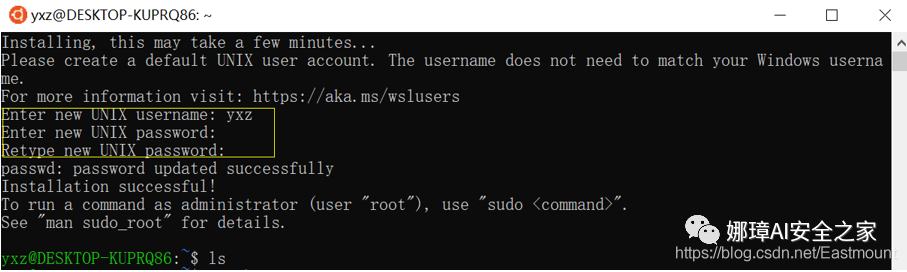 yxz@DESKTOP-KUPRQ86: ~
Installing, this may take a few minutes...
Please create a default UNIX user account. The username does not need to match your Windows userna
me.
For more information visit: https://aka.ms/wslusers
Enter new UNIX username: yxz
Enter new UNIX password:
Retype new UNIX password:
passwd: password updated successfully
Installation successful!
To run a command as administrator (user "root"), use "sudo <command>".
See "man sudo_root" for details.
娜璋AI安全之家
https://blog.csdn.net/Eastmount
yxz@DESKTOP-KUPRQ86:~$ ls